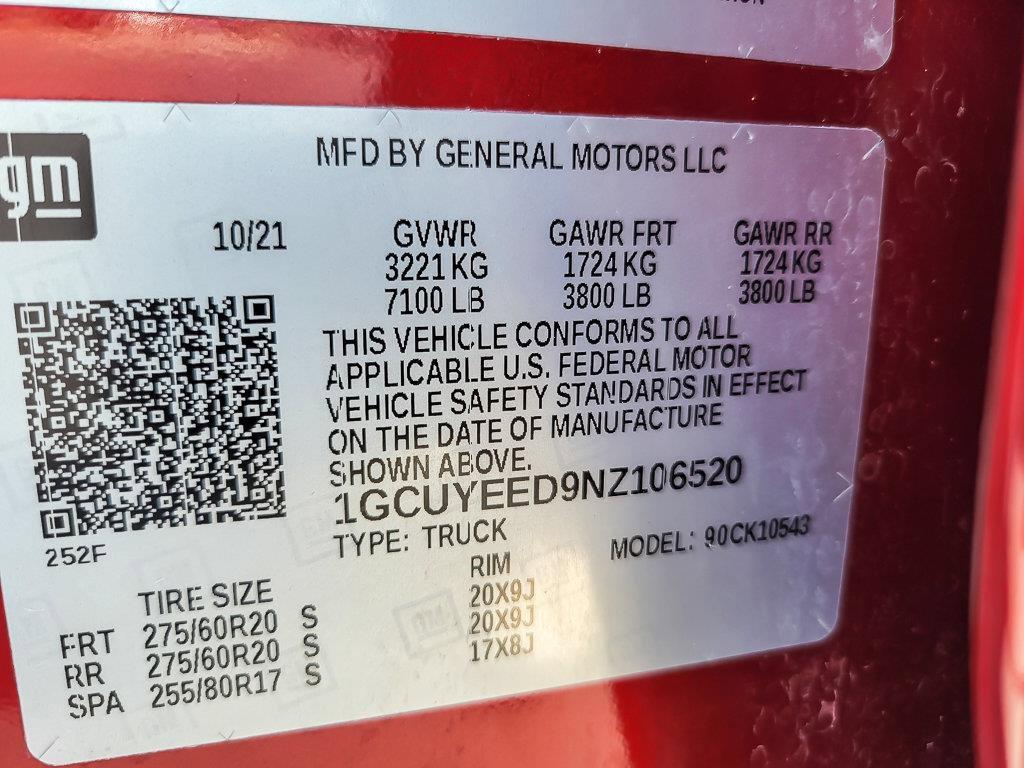 gm
MFD BY GENERAL MOTORS LLC
10/21 GVWR GAWR FRT GAWR RR
3221 KG 1724 KG 1724 KG
7100 LB 3800 LB 3800 LB
THIS VEHICLE CONFORMS TO ALL
APPLICABLE U.S. FEDERAL MOTOR
VEHICLE SAFETY STANDARDS IN EFFECT
ON THE DATE OF MANUFACTURE
SHOWN ABOVE.
1GCUYEED9NZ106520
TYPE: TRUCK MODEL: 90CK10543
252F
TIRE SIZE RIM
FRT 275/60R20 S 20X9J
RR 275/60R20 S 20X9J
SPA 255/80R17 S 17X8J